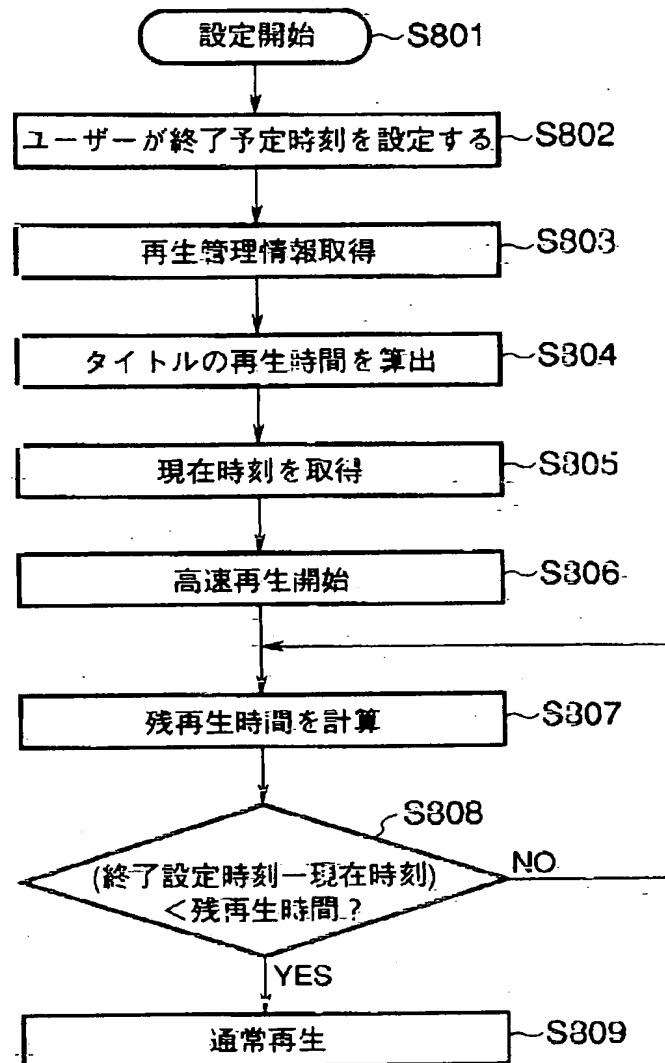 設定開始 S801
ユーザーが終了予定時刻を設定する S802
再生管理情報取得 S803
タイトルの再生時間を算出 S804
現在時刻を取得 S805
高速再生開始 S806
残再生時間を計算 S807
S808
(終了設定時刻ー現在時刻)
<残再生時間?
NO
YES
通常再生 S809